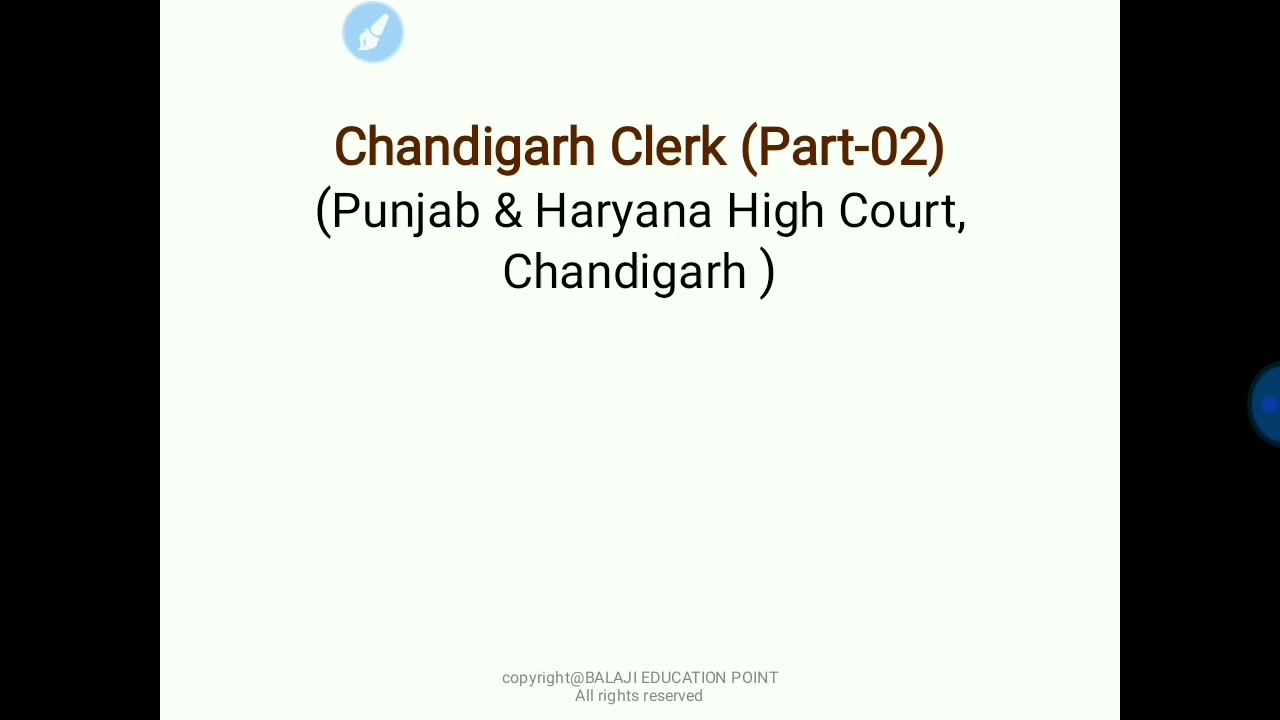 Chandigarh Clerk (Part-02)
(Punjab & Haryana High Court,
Chandigarh )
copyright@BALAJI EDUCATION POINT
All rights reserved